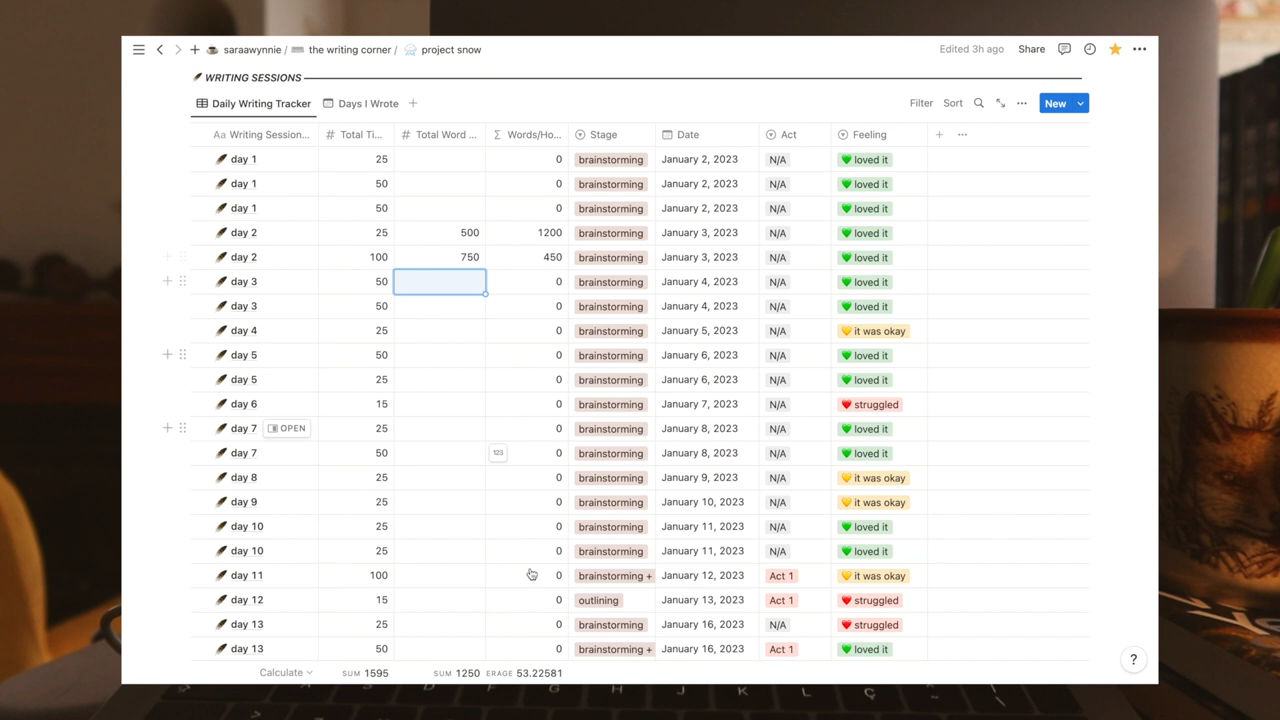 saraawynnie / the writing corner / project snow Edited 3h ago Share
WRITING SESSIONS
Daily Writing Tracker Days I Wrote Filter Sort New
Aa Writing Session... # Total Ti... # Total Word ... Σ Words/Ho... Stage Date Act Feeling
day 1 25 0 brainstorming January 2, 2023 N/A loved it
day 1 50 0 brainstorming January 2, 2023 N/A loved it
day 1 50 0 brainstorming January 2, 2023 N/A loved it
day 2 25 500 1200 brainstorming January 3, 2023 N/A loved it
day 2 100 750 450 brainstorming January 3, 2023 N/A loved it
day 3 50 0 brainstorming January 4, 2023 N/A loved it
day 3 50 0 brainstorming January 4, 2023 N/A loved it
day 4 25 0 brainstorming January 5, 2023 N/A it was okay
day 5 50 0 brainstorming January 6, 2023 N/A loved it
day 5 25 0 brainstorming January 6, 2023 N/A loved it
day 6 15 0 brainstorming January 7, 2023 N/A struggled
day 7 OPEN 25 0 brainstorming January 8, 2023 N/A loved it
day 7 50 123 0 brainstorming January 8, 2023 N/A loved it
day 8 25 0 brainstorming January 9, 2023 N/A it was okay
day 9 25 0 brainstorming January 10, 2023 N/A it was okay
day 10 25 0 brainstorming January 11, 2023 N/A loved it
day 10 25 0 brainstorming January 11, 2023 N/A loved it
day 11 100 0 brainstorming + January 12, 2023 Act 1 it was okay
day 12 15 0 outlining January 13, 2023 Act 1 struggled
day 13 25 0 brainstorming January 16, 2023 N/A struggled
day 13 50 0 brainstorming + January 16, 2023 Act 1 loved it
Calculate SUM 1595 SUM 1250 ERAGE 53.22581
?